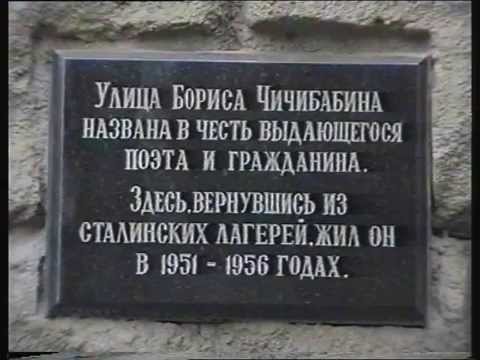 Улица Бориса Чичибабина
названа в честь выдающегося
поэта и гражданина.
Здесь, вернувшись из
сталинских лагерей, жил он
в 1951 - 1956 годах.